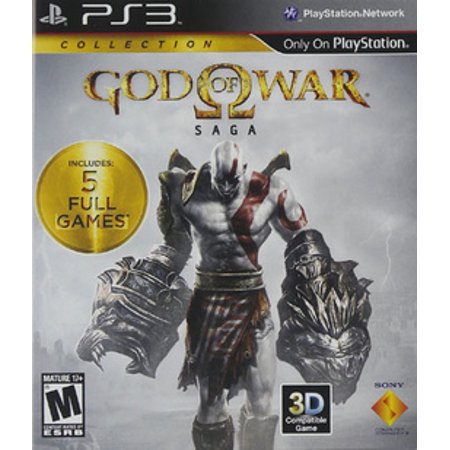 PS3
PlayStation®Network
COLLECTION
Only On PlayStation®
GOD OF WAR
SAGA
INCLUDES:
5
FULL
GAMES
MATURE 17+
M
ESRB
3D
Compatible
Game
SONY